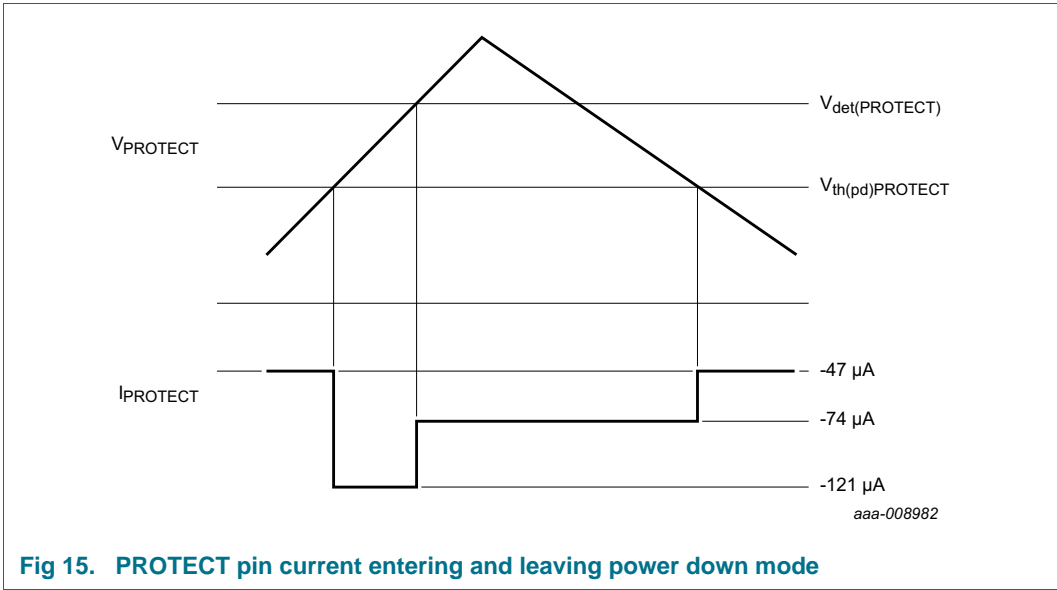 Vdet(PROTECT)
VPROTECT
Vth(pd)PROTECT
-47 µA
IPROTECT
-74 µA
-121 µA
aaa-008982
Fig 15. PROTECT pin current entering and leaving power down mode